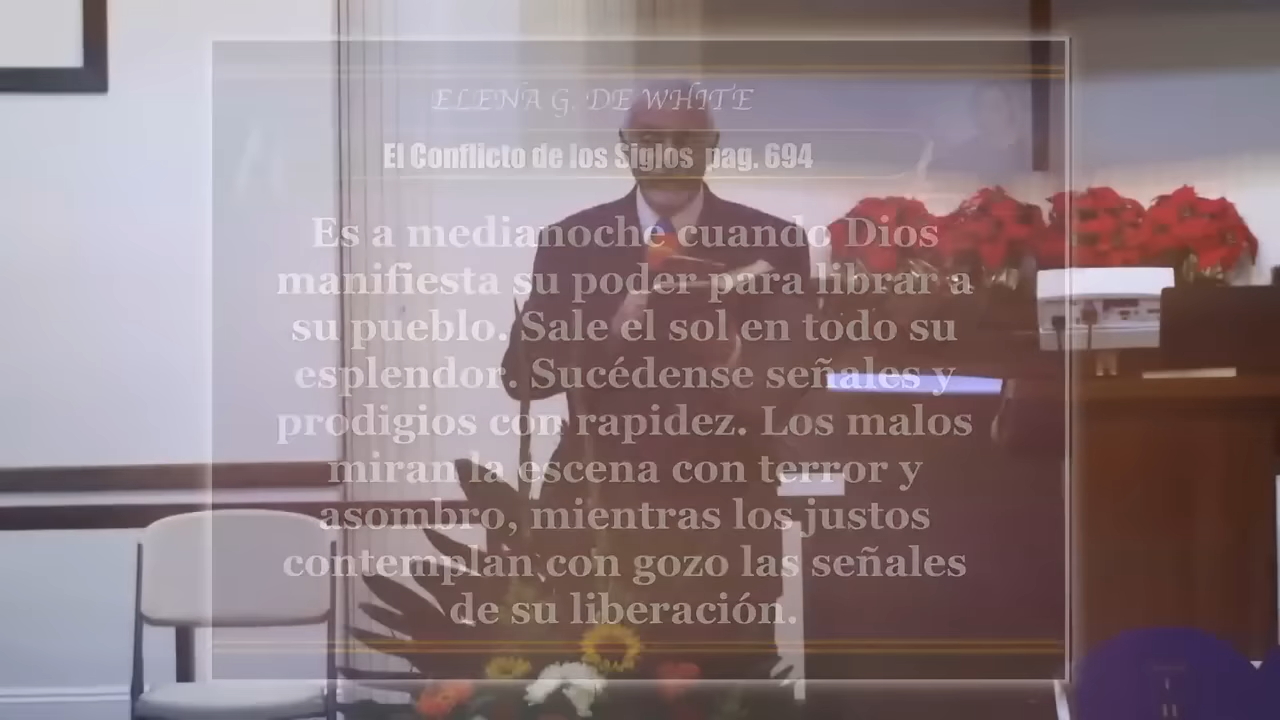 ELENA G. DE WHITE
El Conflicto de los Siglos pag. 694
Es a medianoche cuando Dios
manifiesta su poder para librar a
su pueblo. Sale el sol en todo su
esplendor. Sucédense señales y
prodigios con rapidez. Los malos
miran la escena con terror y
asombro, mientras los justos
contemplan con gozo las señales
de su liberación.